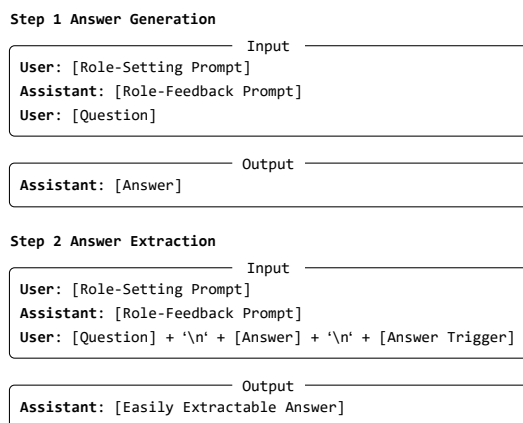 Step 1 Answer Generation
Input
User: [Role-Setting Prompt]
Assistant: [Role-Feedback Prompt]
User: [Question]
Output
Assistant: [Answer]
Step 2 Answer Extraction
Input
User: [Role-Setting Prompt]
Assistant: [Role-Feedback Prompt]
User: [Question] + ‘\n‘ + [Answer] + ‘\n‘ + [Answer Trigger]
Output
Assistant: [Easily Extractable Answer]